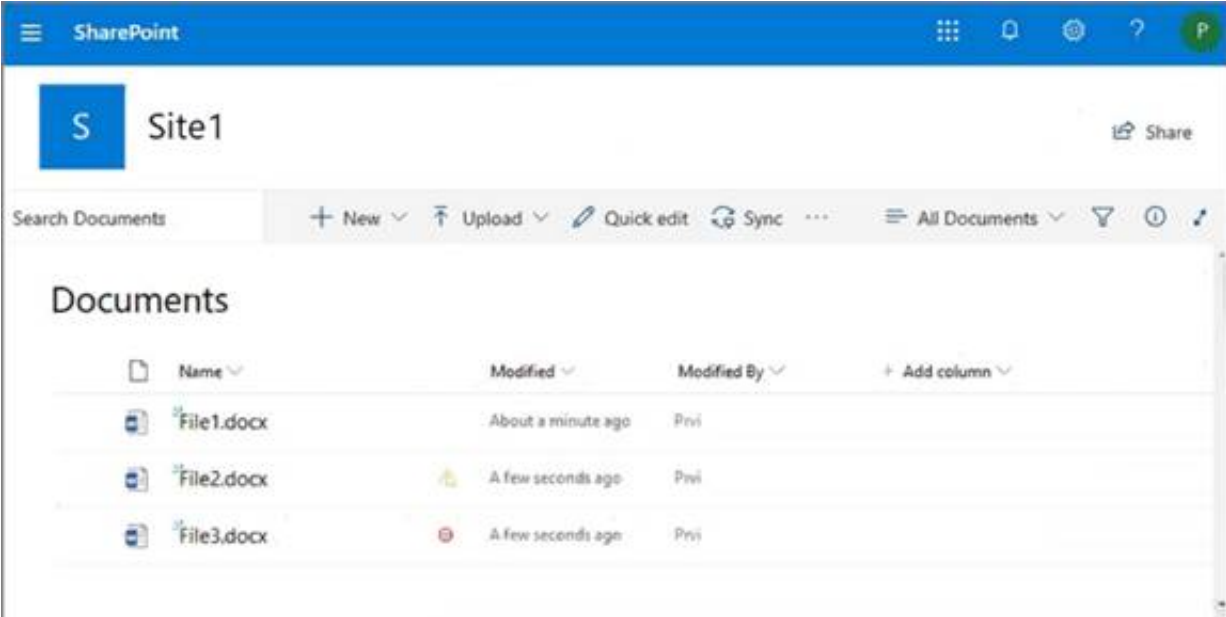 SharePoint
?
P
S
Site1
Share
Search Documents
+ New
Upload
Quick edit
Sync
...
All Documents
Documents
Name
Modified
Modified By
+ Add column
File1.docx
About a minute ago
Prvi
File2.docx
A few seconds ago
Prvi
File3.docx
A few seconds ago
Prvi